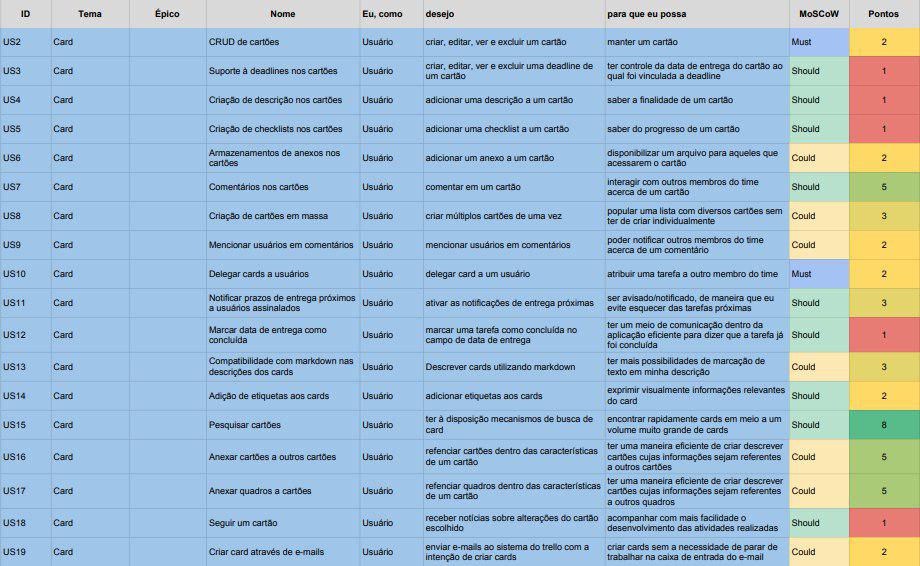 ID Tema Épico Nome Eu, como desejo para que eu possa MoSCoW Pontos
US2 Card CRUD de cartões Usuário criar, editar, ver e excluir um cartão manter um cartão Must 2
US3 Card Suporte à deadlines nos cartões Usuário criar, editar, ver e excluir uma deadline de um cartão ter controle da data de entrega do cartão ao qual foi vinculada a deadline Should 1
US4 Card Criação de descrição nos cartões Usuário adicionar uma descrição a um cartão saber a finalidade de um cartão Should 1
US5 Card Criação de checklists nos cartões Usuário adicionar uma checklist a um cartão saber do progresso de um cartão Should 1
US6 Card Armazenamentos de anexos nos cartões Usuário adicionar um anexo a um cartão disponibilizar um arquivo para aqueles que acessarem o cartão Could 2
US7 Card Comentários nos cartões Usuário comentar em um cartão interagir com outros membros do time acerca de um cartão Should 5
US8 Card Criação de cartões em massa Usuário criar múltiplos cartões de uma vez popular uma lista com diversos cartões sem ter de criar individualmente Could 3
US9 Card Mencionar usuários em comentários Usuário mencionar usuários em comentários poder notificar outros membros do time acerca de um comentário Could 2
US10 Card Delegar cards a usuários Usuário delegar card a um usuário atribuir uma tarefa a outro membro do time Must 2
US11 Card Notificar prazos de entrega próximos a usuários assinalados Usuário ativar as notificações de entrega próximas ser avisado/notificado, de maneira que eu evite esquecer das tarefas próximas Should 3
US12 Card Marcar data de entrega como concluída Usuário marcar uma tarefa como concluída no campo de data de entrega ter um meio de comunicação dentro da aplicação eficiente para dizer que a tarefa já foi concluída Should 1
US13 Card Compatibilidade com markdown nas descrições dos cards Usuário Descrever cards utilizando markdown ter mais possibilidades de marcação de texto em minha descrição Could 3
US14 Card Adição de etiquetas aos cards Usuário adicionar etiquetas aos cards exprimir visualmente informações relevantes do card Should 2
US15 Card Pesquisar cartões Usuário ter à disposição mecanismos de busca de card encontrar rapidamente cards em meio a um volume muito grande de cards Should 8
US16 Card Anexar cartões a outros cartões Usuário refenciar cartões dentro das características de um cartão ter uma maneira eficiente de criar descrever cartões cujas informações sejam referentes a outros cartões Could 5
US17 Card Anexar quadros a cartões Usuário refenciar quadros dentro das características de um cartão ter uma maneira eficiente de criar descrever cartões cujas informações sejam referentes a outros quadros Could 5
US18 Card Seguir um cartão Usuário receber notícias sobre alterações do cartão escolhido acompanhar com mais facilidade o desenvolvimento das atividades realizadas Should 1
US19 Card Criar card através de e-mails Usuário enviar e-mails ao sistema do trello com a intenção de criar cards criar cards sem a necessidade de parar de trabalhar na caixa de entrada do e-mail Could 2